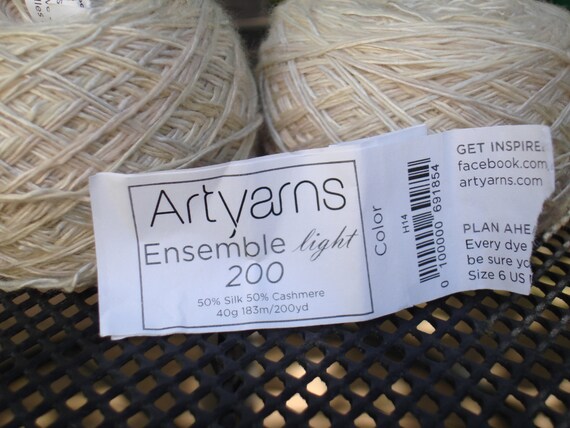 Artyarns
Ensemble light
200
50% Silk 50% Cashmere
40g 183m/200yd
Color
H14
0 100000 691854
GET INSPIRE
facebook.com
artyarns.com
PLAN AHE
Every dye
be sure
Size 6 US